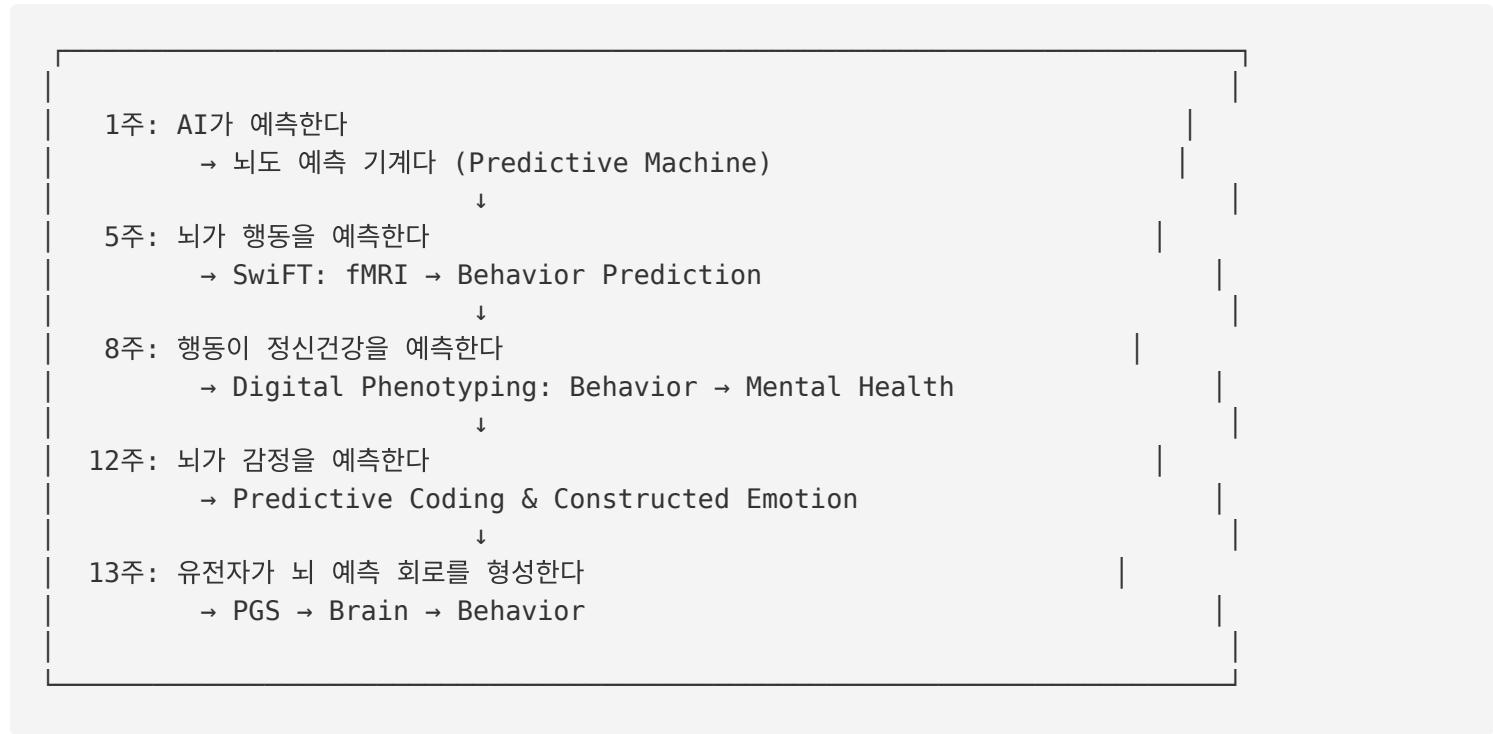 1주: AI가 예측한다
→ 뇌도 예측 기계다 (Predictive Machine)
↓
5주: 뇌가 행동을 예측한다
→ SwiFT: fMRI → Behavior Prediction
↓
8주: 행동이 정신건강을 예측한다
→ Digital Phenotyping: Behavior → Mental Health
↓
12주: 뇌가 감정을 예측한다
→ Predictive Coding & Constructed Emotion
↓
13주: 유전자가 뇌 예측 회로를 형성한다
→ PGS → Brain → Behavior